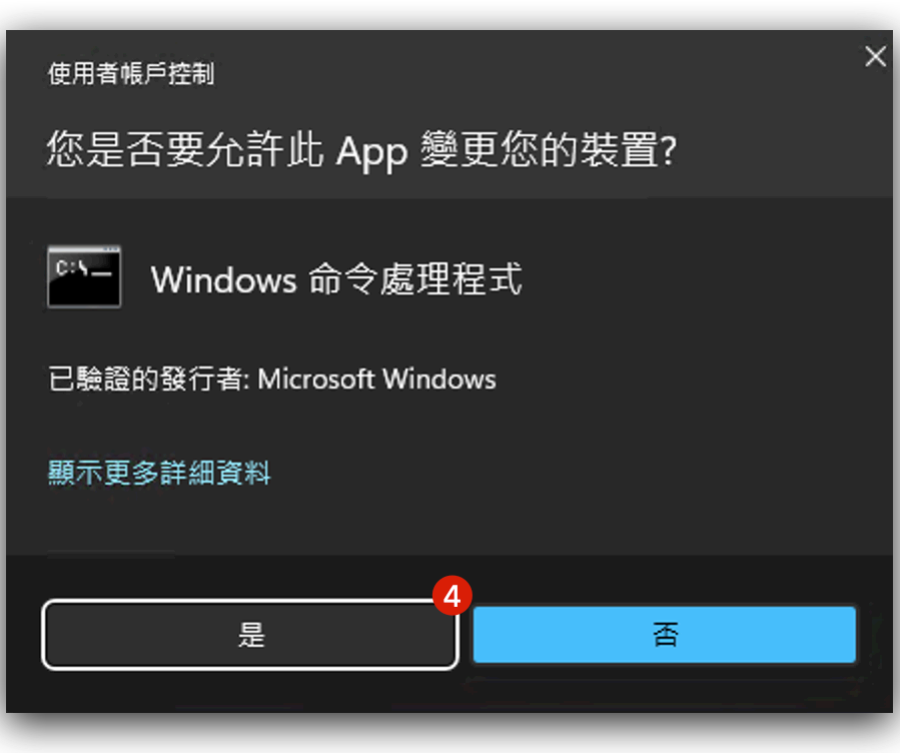 使用者帳戶控制
您是否要允許此 App 變更您的裝置?
C:\_
Windows 命令處理程式
已驗證的發行者: Microsoft Windows
顯示更多詳細資料
4
是
否